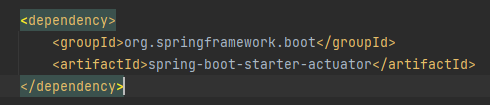 <dependency>
<groupId>org.springframework.boot</groupId>
<artifactId>spring-boot-starter-actuator</artifactId>
</dependency>